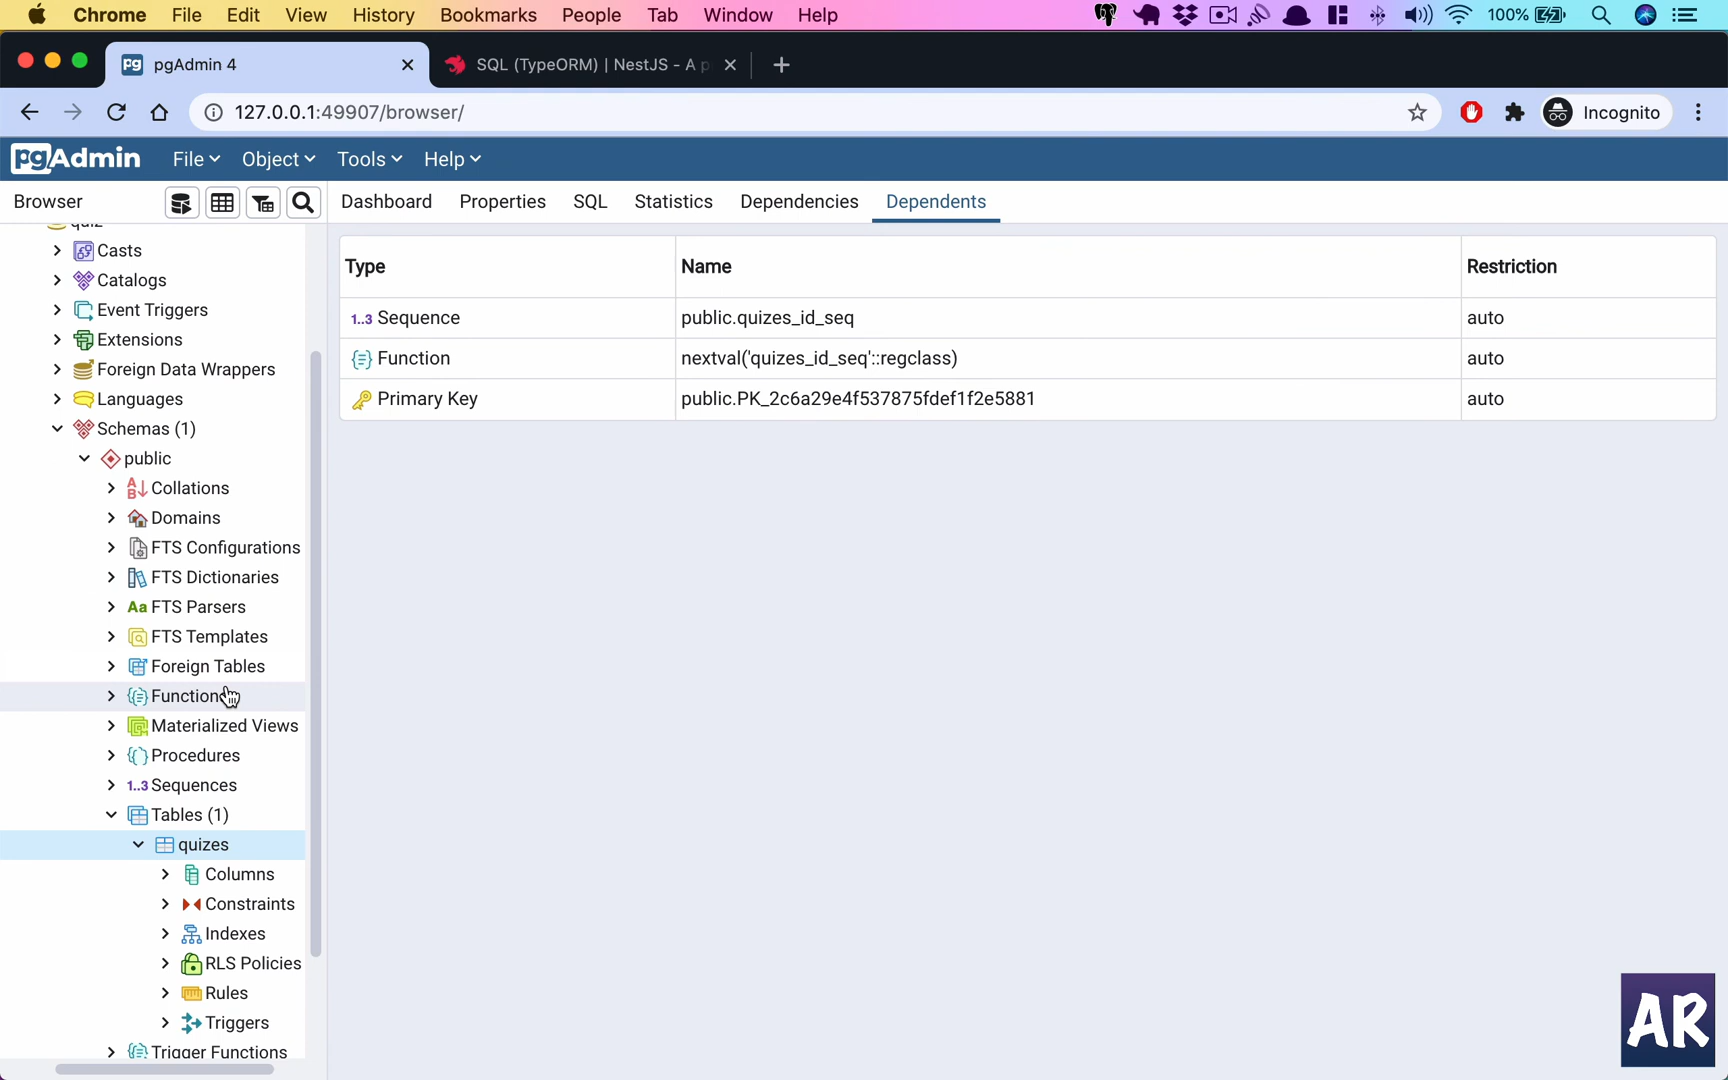 Chrome File Edit View History Bookmarks People Tab Window Help 100%
pgAdmin 4 SQL (TypeORM) | NestJS - A p
127.0.0.1:49907/browser/ Incognito
pgAdmin File Object Tools Help
Browser Dashboard Properties SQL Statistics Dependencies Dependents
quiz
Casts
Catalogs
Event Triggers
Extensions
Foreign Data Wrappers
Languages
Schemas (1)
public
Collations
Domains
FTS Configurations
FTS Dictionaries
Aa FTS Parsers
FTS Templates
Foreign Tables
Function
Materialized Views
Procedures
1..3 Sequences
Tables (1)
quizes
Columns
Constraints
Indexes
RLS Policies
Rules
Triggers
Trigger Functions
Type Name Restriction
1..3 Sequence public.quizes_id_seq auto
Function nextval('quizes_id_seq'::regclass) auto
Primary Key public.PK_2c6a29e4f537875fdef1f2e5881 auto
AR